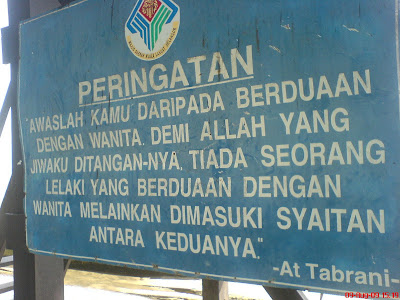 PERINGATAN
"AWASLAH KAMU DARIPADA BERDUAAN
DENGAN WANITA. DEMI ALLAH YANG
JIWAKU DITANGAN-NYA, TIADA SEORANG
LELAKI YANG BERDUAAN DENGAN
WANITA MELAINKAN DIMASUKI SYAITAN
ANTARA KEDUANYA."
-At Tabrani